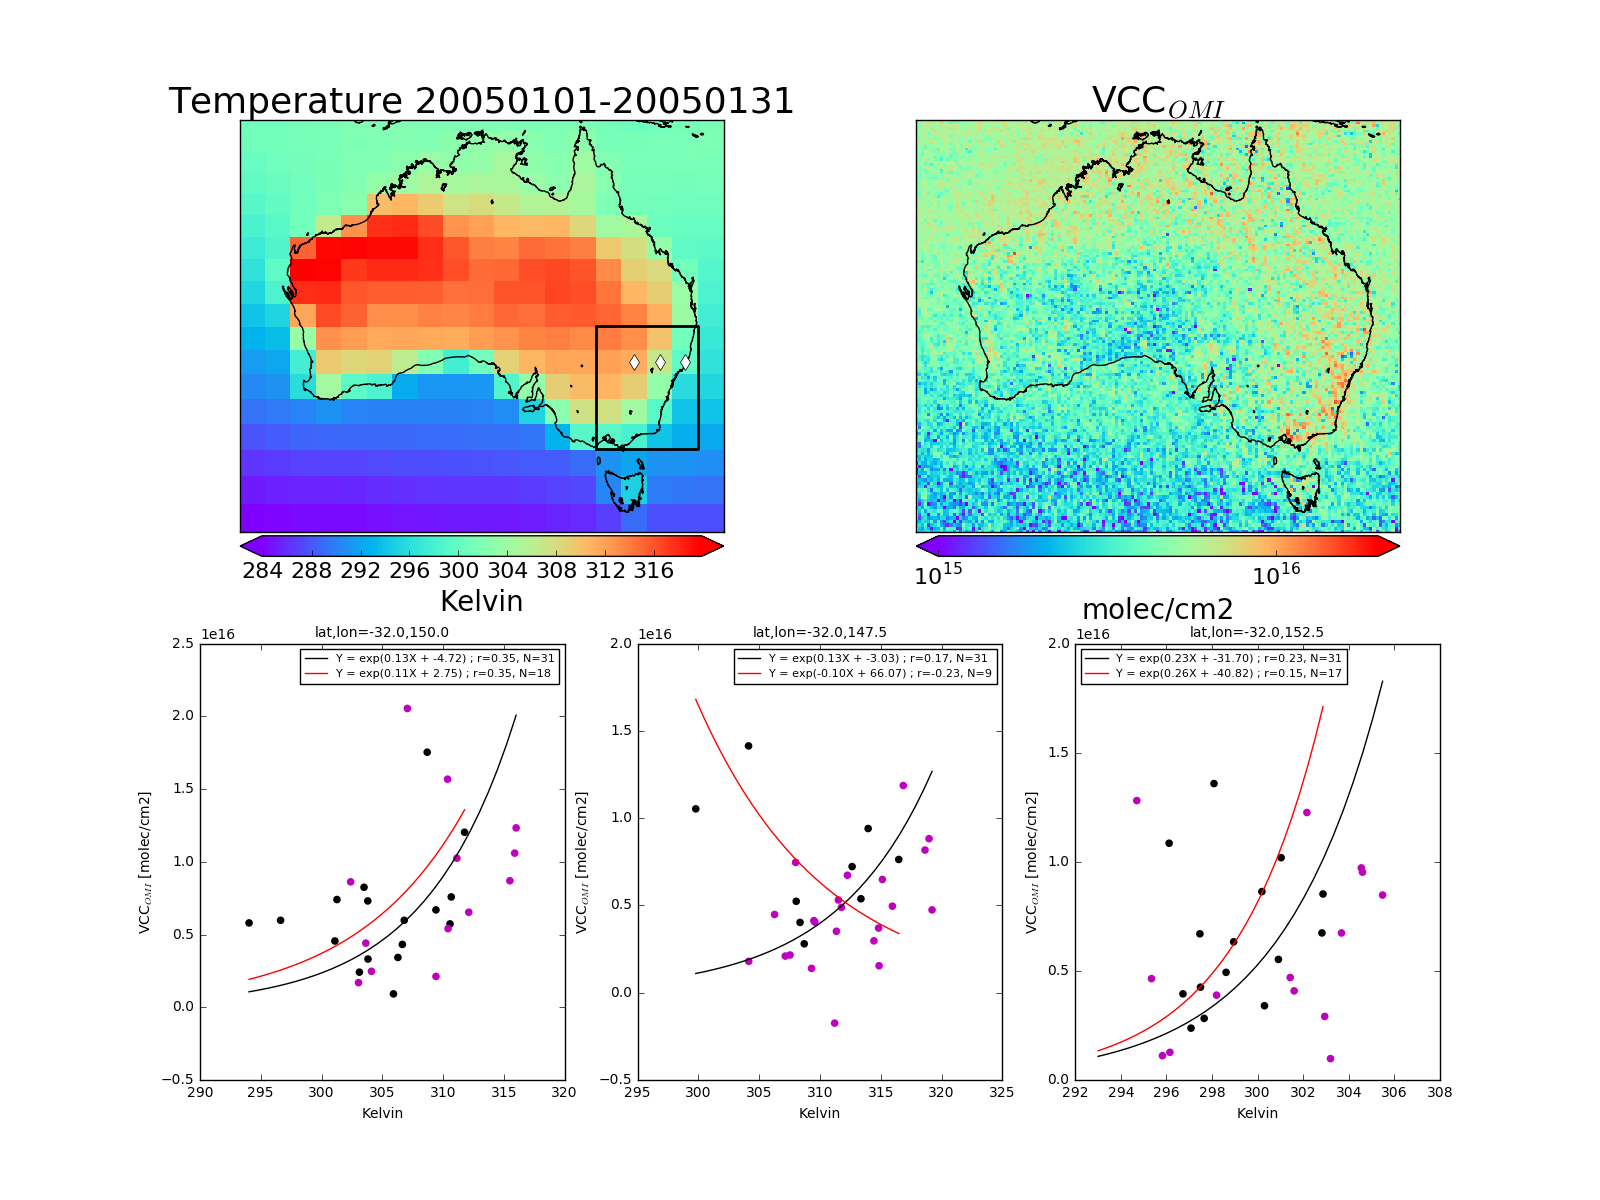 Temperature 20050101-20050131
VCC_OMI
284 288 292 296 300 304 308 312 316
Kelvin
10^15 10^16
molec/cm2
1e16
lat,lon=-32.0,150.0
2.5
2.0
1.5
1.0
0.5
0.0
−0.5
Y = exp(0.13X + -4.72) ; r=0.35, N=31
Y = exp(0.11X + 2.75) ; r=0.35, N=18
VCC_OMI [molec/cm2]
290 295 300 305 310 315 320
Kelvin
1e16
lat,lon=-32.0,147.5
2.0
1.5
1.0
0.5
0.0
−0.5
Y = exp(0.13X + -3.03) ; r=0.17, N=31
Y = exp(-0.10X + 66.07) ; r=-0.23, N=9
VCC_OMI [molec/cm2]
295 300 305 310 315 320 325
Kelvin
1e16
lat,lon=-32.0,152.5
2.0
1.5
1.0
0.5
0.0
Y = exp(0.23X + -31.70) ; r=0.23, N=31
Y = exp(0.26X + -40.82) ; r=0.15, N=17
VCC_OMI [molec/cm2]
292 294 296 298 300 302 304 306 308
Kelvin